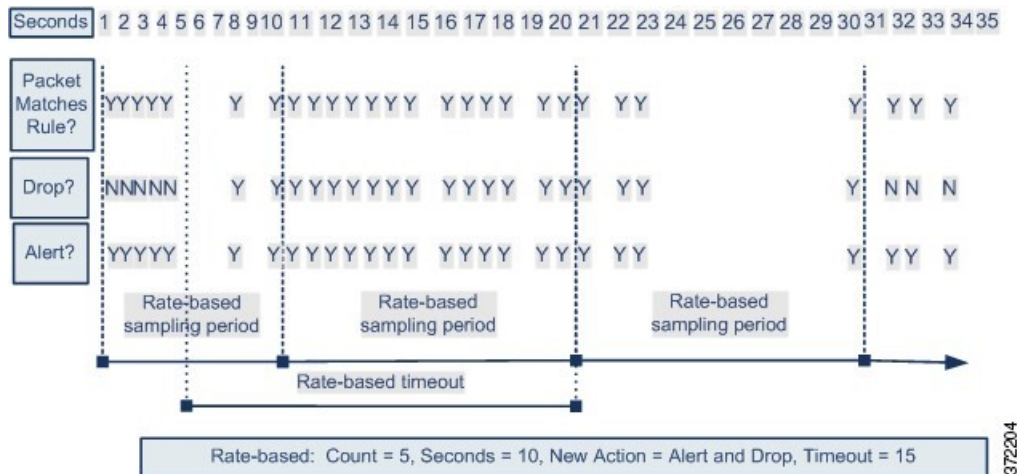 Seconds 1 2 3 4 5 6 7 8 9 10 11 12 13 14 15 16 17 18 19 20 21 22 23 24 25 26 27 28 29 30 31 32 33 34 35
Packet
Matches
Rule?
YYYYY Y Y Y Y Y Y Y Y Y Y Y Y Y Y Y Y Y Y Y Y Y Y
Drop?
NNNNN Y Y Y Y Y Y Y Y Y Y Y Y Y Y Y Y Y Y Y N N N
Alert?
YYYYY Y Y Y Y Y Y Y Y Y Y Y Y Y Y Y Y Y Y Y Y Y Y
Rate-based
sampling period
Rate-based
sampling period
Rate-based
sampling period
Rate-based timeout
Rate-based: Count = 5, Seconds = 10, New Action = Alert and Drop, Timeout = 15
372204